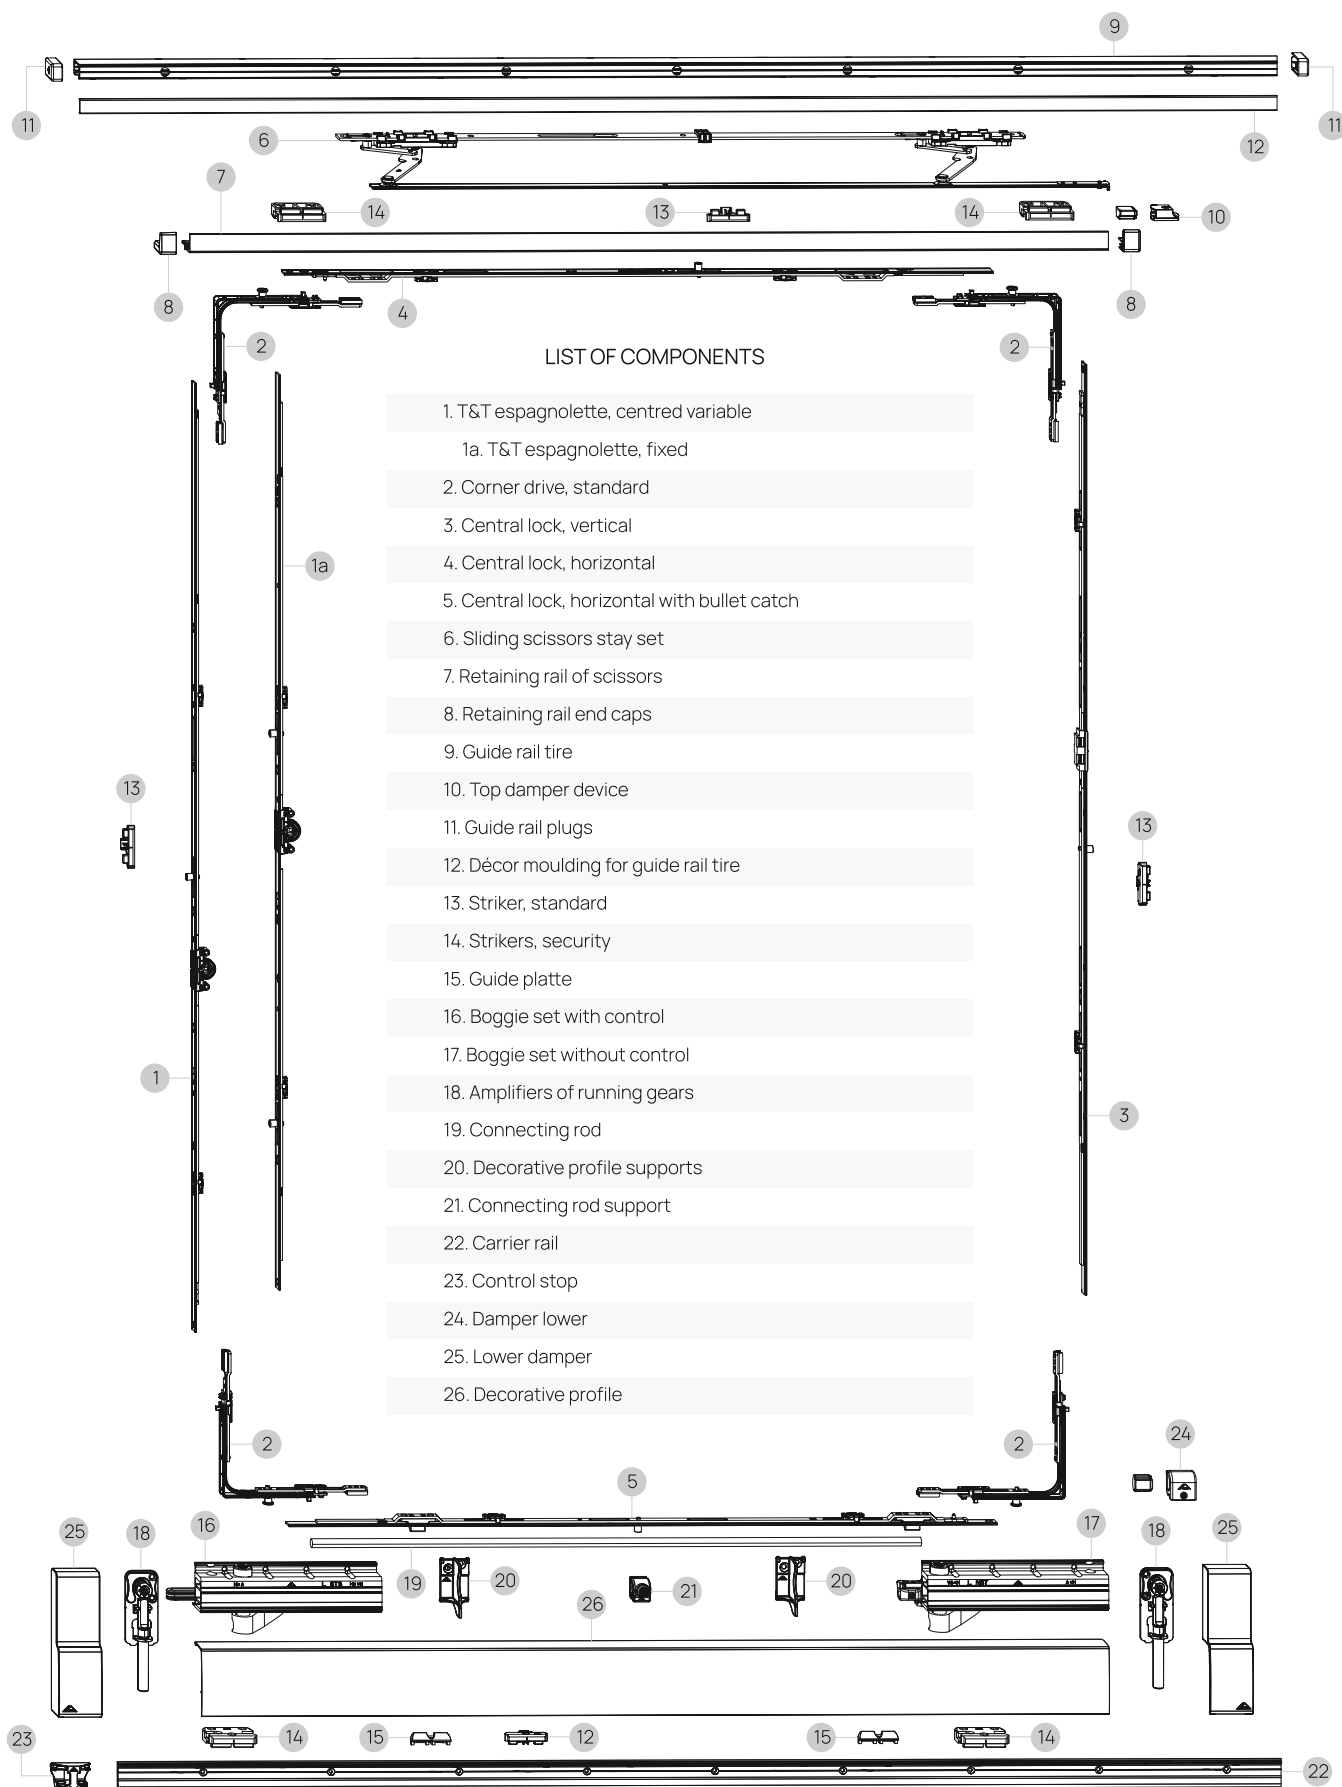 9
11
11
12
6
7
14
13
14
10
8
8
4
2
2
LIST OF COMPONENTS
1. T&T espagnolette, centred variable
1a. T&T espagnolette, fixed
2. Corner drive, standard
3. Central lock, vertical
4. Central lock, horizontal
1a
5. Central lock, horizontal with bullet catch
6. Sliding scissors stay set
7. Retaining rail of scissors
8. Retaining rail end caps
9. Guide rail tire
10. Top damper device
13
11. Guide rail plugs
13
12. Décor moulding for guide rail tire
13. Striker, standard
14. Strikers, security
15. Guide platte
16. Boggie set with control
17. Boggie set without control
1
18. Amplifiers of running gears
3
19. Connecting rod
20. Decorative profile supports
21. Connecting rod support
22. Carrier rail
23. Control stop
24. Damper lower
25. Lower damper
26. Decorative profile
2
2
24
5
25
18
16
17
18
25
19
20
21
20
26
14
15
12
15
14
23
22